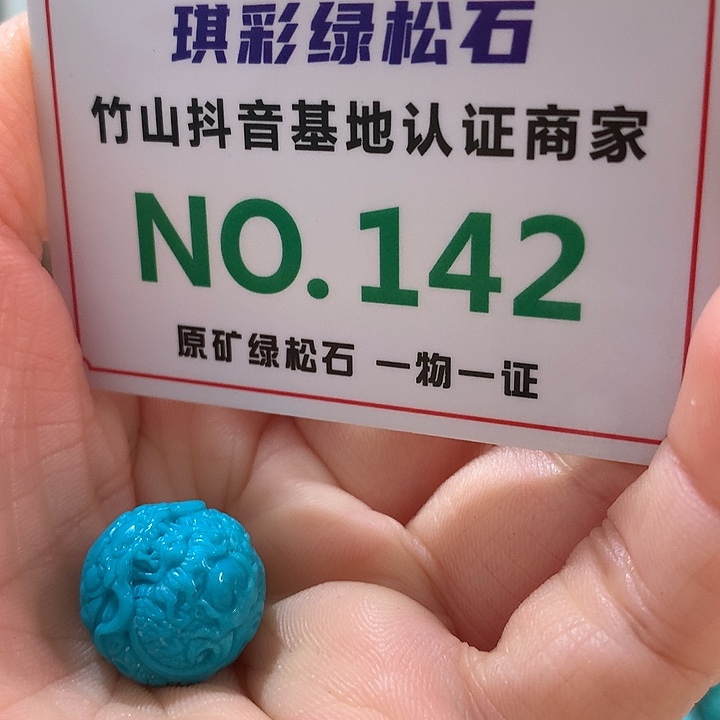 琪彩绿松石
竹山抖音基地认证商家
NO.142
原矿绿松石 一物一证